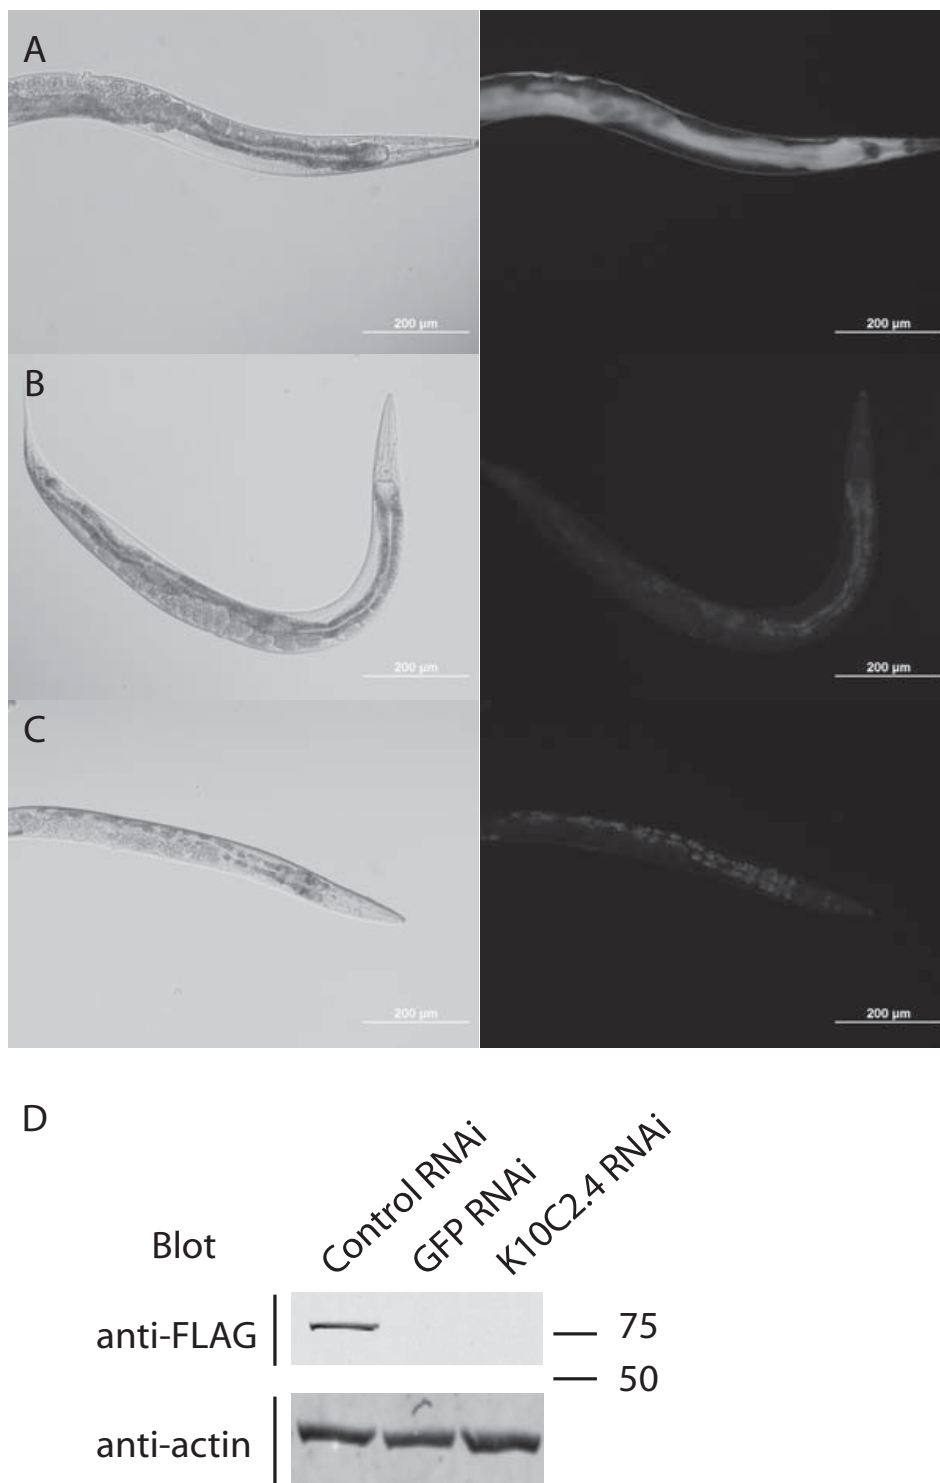 A
200 µm
200 µm
B
200 µm
200 µm
C
200 µm
200 µm
D
Control RNAi
GFP RNAi
K10C2.4 RNAi
Blot
anti-FLAG
75
50
anti-actin